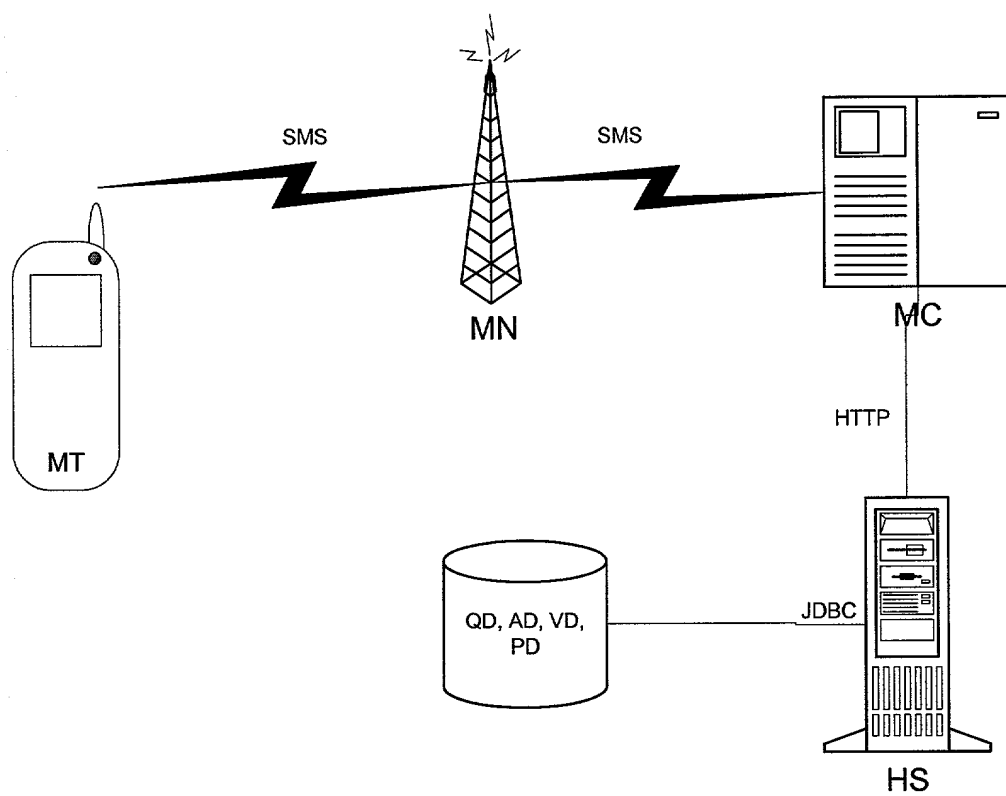 SMS
SMS
MN
MC
MT
HTTP
QD, AD, VD,
PD
JDBC
HS